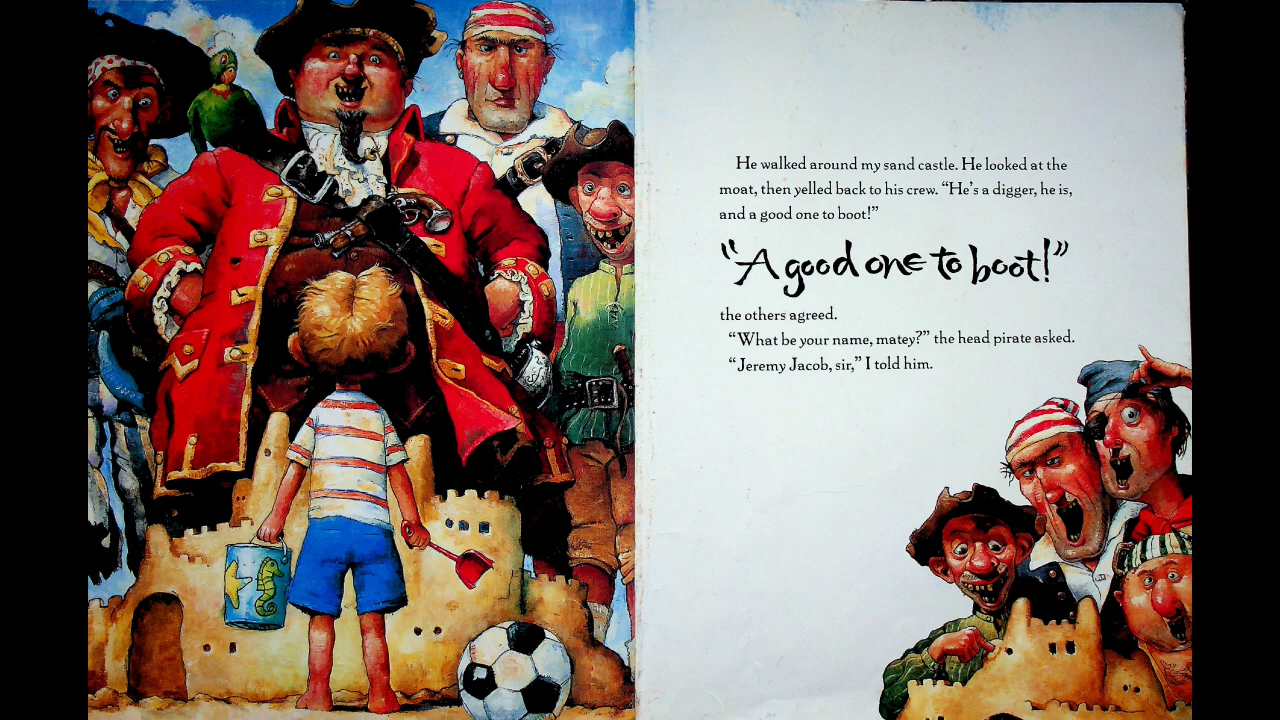 He walked around my sand castle. He looked at the
moat, then yelled back to his crew. “He’s a digger, he is,
and a good one to boot!”
“A good one to boot!”
the others agreed.
“What be your name, matey?” the head pirate asked.
“Jeremy Jacob, sir,” I told him.